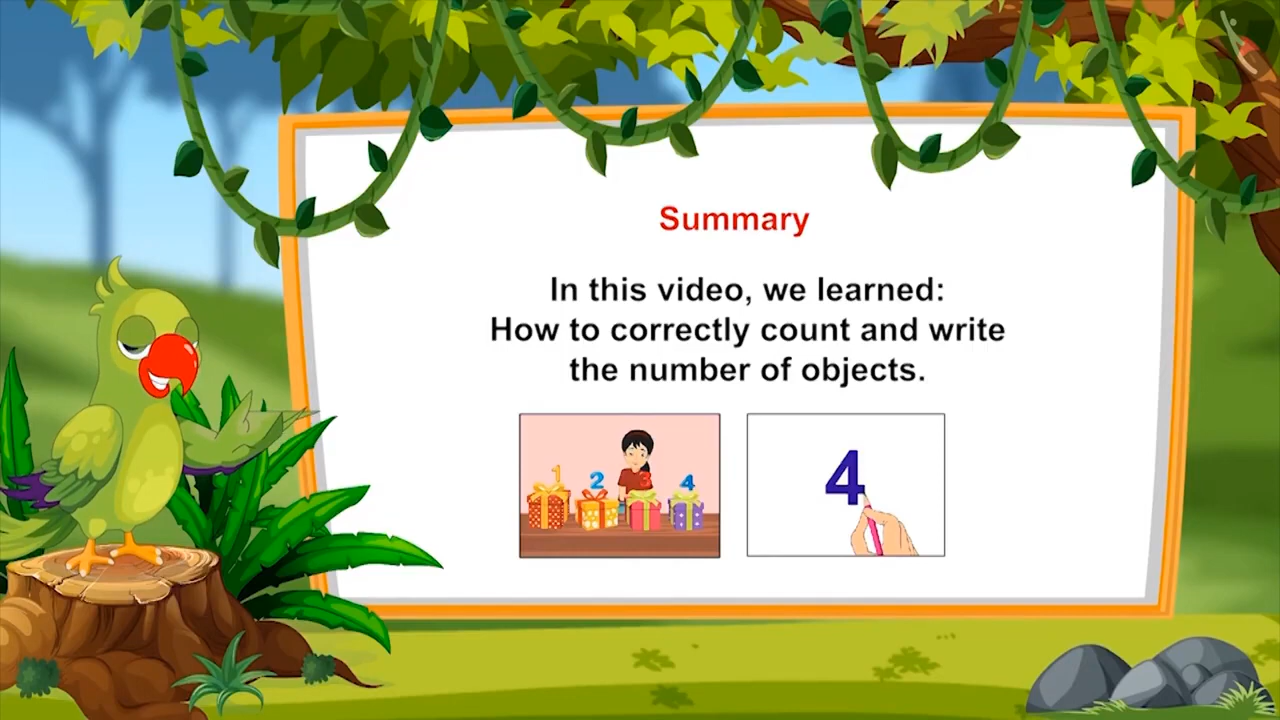 Summary
In this video, we learned:
How to correctly count and write
the number of objects.
1 2 3 4
4